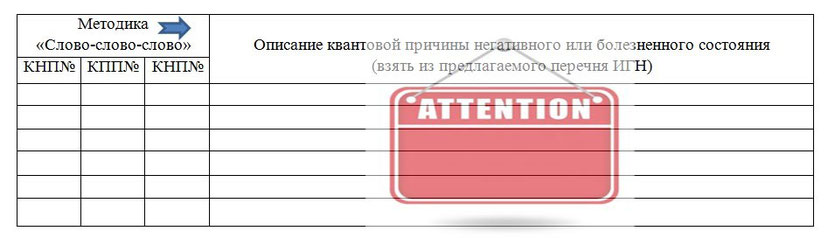 Методика
«Слово-слово-слово»
КНП№ КПП№ КНП№
Описание квантовой причины негативного или болезненного состояния
(взять из предлагаемого перечня ИГН)
ATTENTION